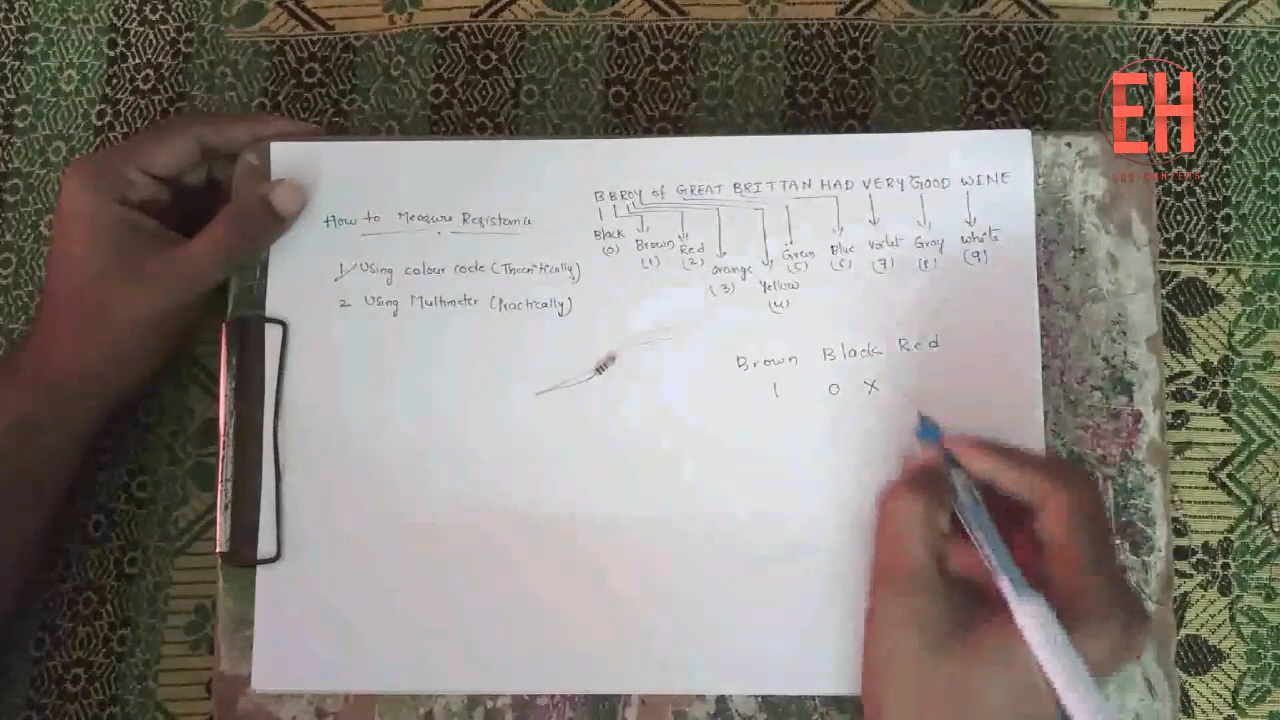 How to Measure Registance
1 Using colour code (Theoritically)
2 Using Multimeter (Practically)
BBROY of GREAT BRITTAN HAD VERY GOOD WINE
Black Brown Red Orange Yellow Green Blue Violet Gray White
(0) (1) (2) (3) (4) (5) (6) (7) (8) (9)
Brown Black Red
1 0 X
EH